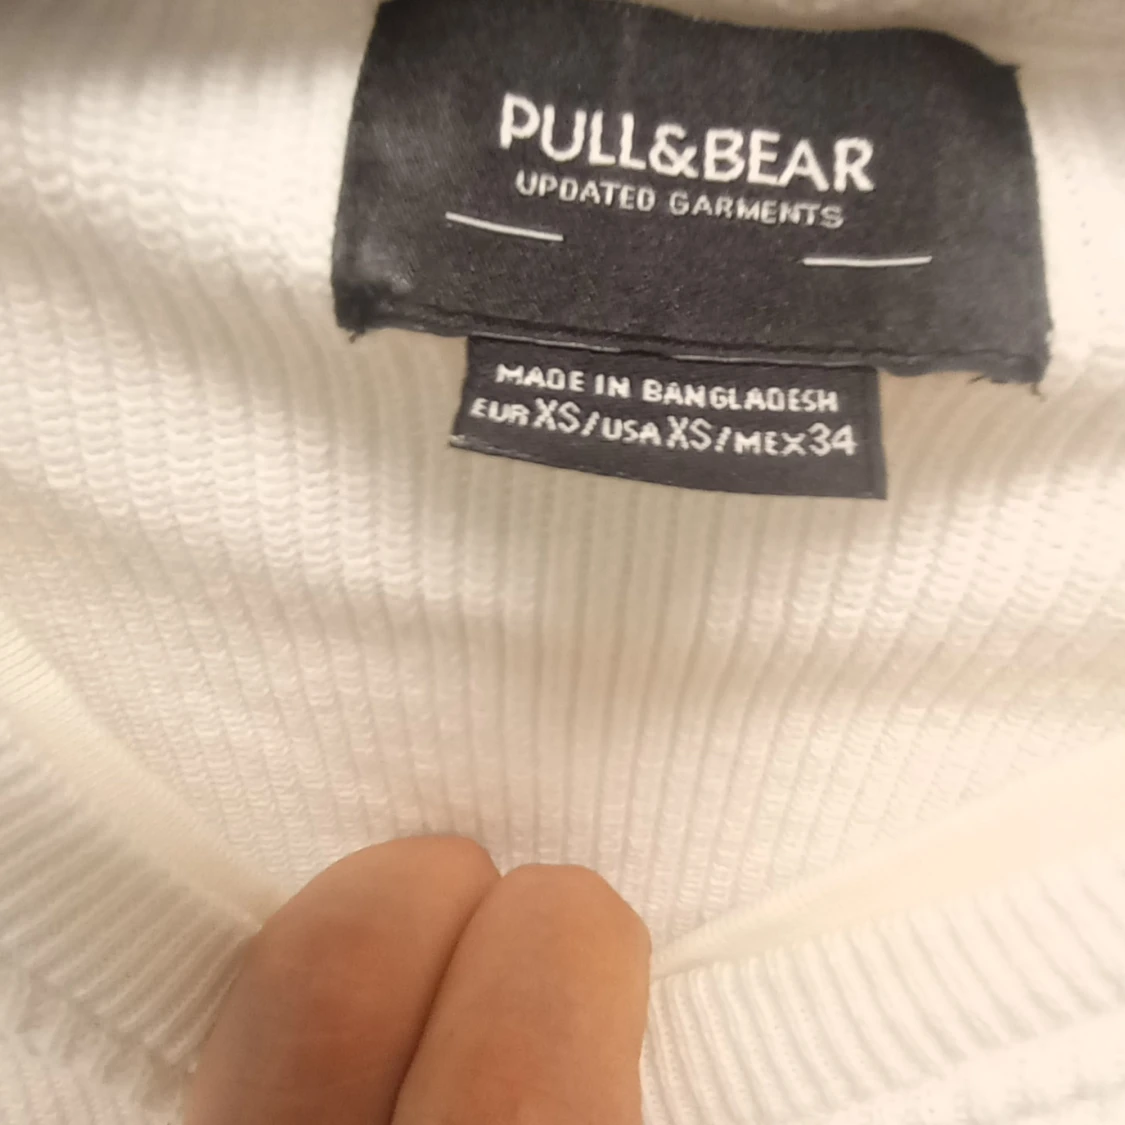 PULL&BEAR
UPDATED GARMENTS
MADE IN BANGLADESH
EUR XS/USA XS/MEX 34